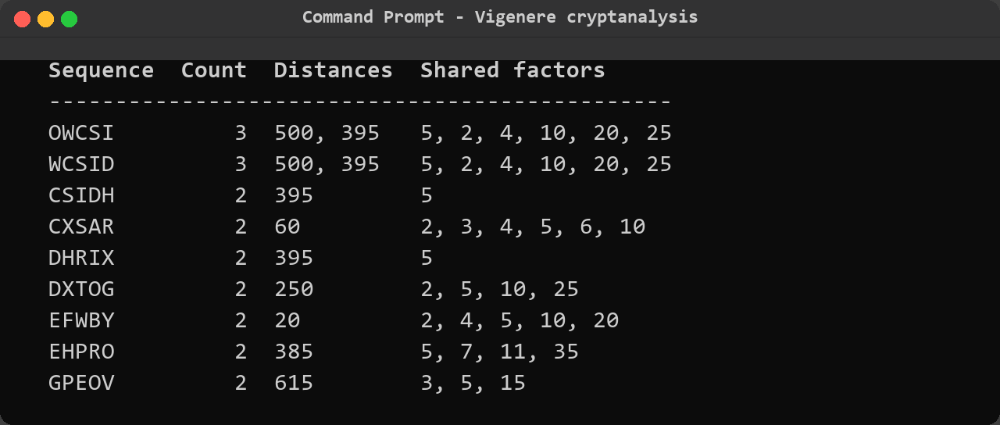 Command Prompt - Vigenere cryptanalysis
Sequence  Count  Distances  Shared factors
-----------------------------------------------
OWCSI         3  500, 395   5, 2, 4, 10, 20, 25
WCSID         3  500, 395   5, 2, 4, 10, 20, 25
CSIDH         2  395        5
CXSAR         2  60         2, 3, 4, 5, 6, 10
DHRIX         2  395        5
DXTOG         2  250        2, 5, 10, 25
EFWBY         2  20         2, 4, 5, 10, 20
EHPRO         2  385        5, 7, 11, 35
GPEOV         2  615        3, 5, 15